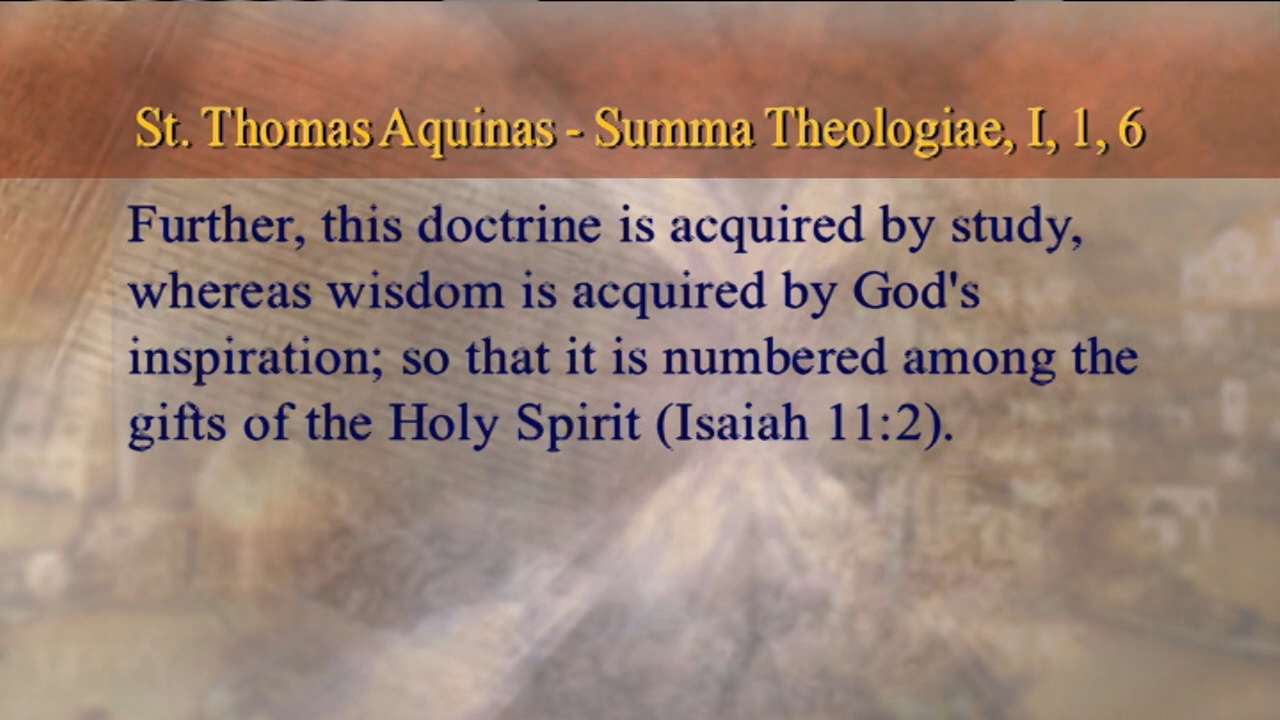 St. Thomas Aquinas - Summa Theologiae, I, 1, 6
Further, this doctrine is acquired by study,
whereas wisdom is acquired by God's
inspiration; so that it is numbered among the
gifts of the Holy Spirit (Isaiah 11:2).